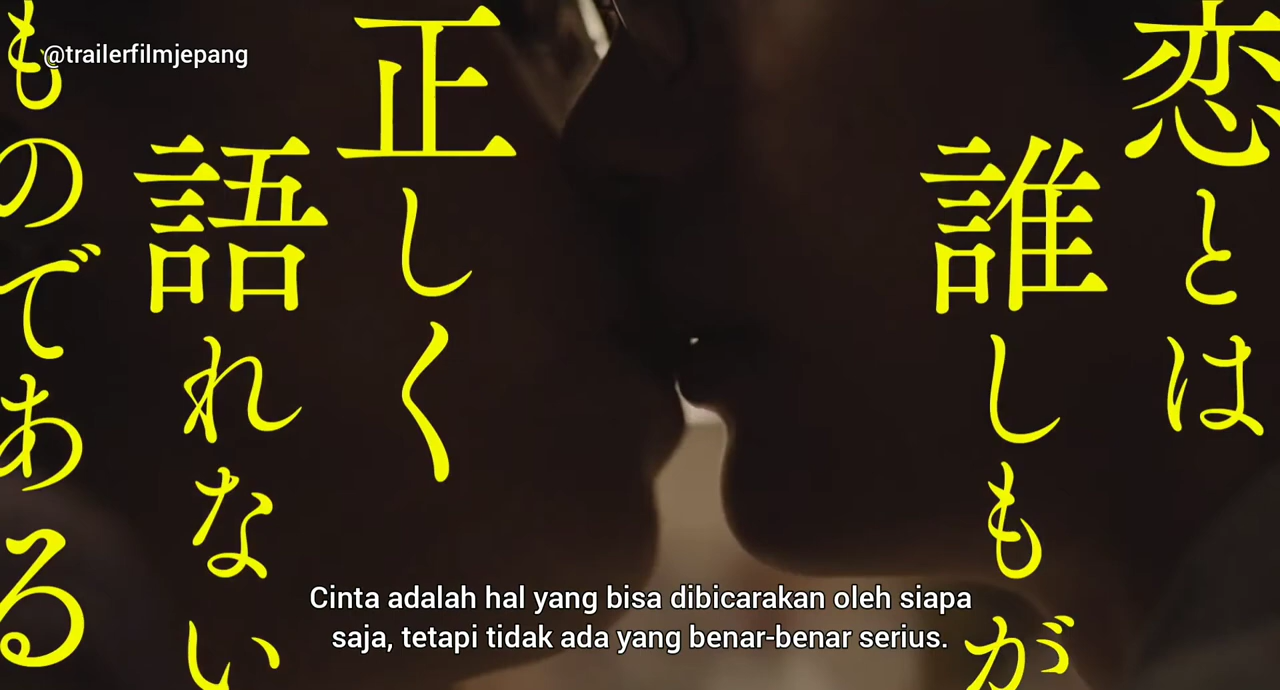 @trailerfilmjepang
恋とは
誰しもが
正しく
語れない
ものである
Cinta adalah hal yang bisa dibicarakan oleh siapa
saja, tetapi tidak ada yang benar-benar serius.